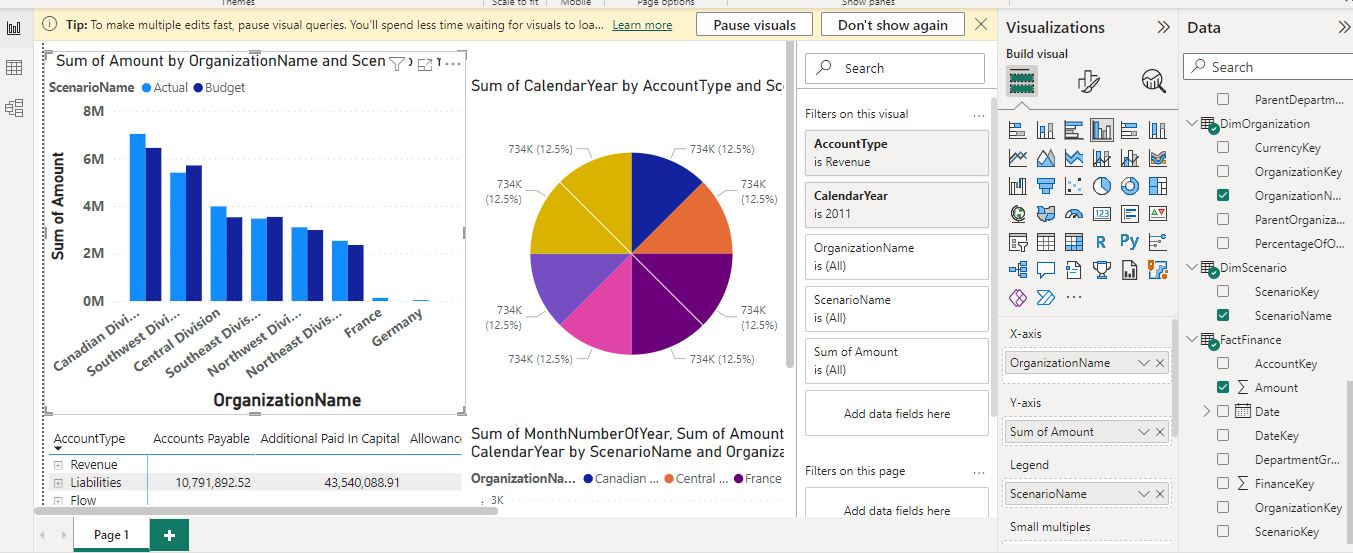 Themes
Scale to fit
Mobile
Page options
Show panes
Tip: To make multiple edits fast, pause visual queries. You'll spend less time waiting for visuals to loa... Learn more
Pause visuals
Don't show again
Sum of Amount by OrganizationName and Scen
ScenarioName Actual Budget
8M
6M
4M
2M
0M
Sum of Amount
Canadian Divi...
Southwest Divi...
Central Division
Southeast Divis...
Northwest Divi...
Northeast Divis...
France
Germany
OrganizationName
Sum of CalendarYear by AccountType and Sc
734K (12.5%)
734K (12.5%)
734K
(12.5%)
734K
(12.5%)
734K
(12.5%)
734K
(12.5%)
734K (12.5%)
734K (12.5%)
AccountType Accounts Payable Additional Paid In Capital Allowanc
Revenue
Liabilities 10,791,892.52 43,540,088.91
Flow
Sum of MonthNumberOfYear, Sum of Amount
CalendarYear by ScenarioName and Organiza
OrganizationNa... Canadian ... Central ... France
3K
Page 1
Search
Filters on this visual ...
AccountType
is Revenue
CalendarYear
is 2011
OrganizationName
is (All)
ScenarioName
is (All)
Sum of Amount
is (All)
Add data fields here
Filters on this page ...
Add data fields here
Visualizations
Build visual
123
R
Py
...
X-axis
OrganizationName
Y-axis
Sum of Amount
Legend
ScenarioName
Small multiples
Data
Search
ParentDepartm...
DimOrganization
CurrencyKey
OrganizationKey
OrganizationN...
ParentOrganiza...
PercentageOfO...
DimScenario
ScenarioKey
ScenarioName
FactFinance
AccountKey
Amount
Date
DateKey
DepartmentGr...
FinanceKey
OrganizationKey
ScenarioKey